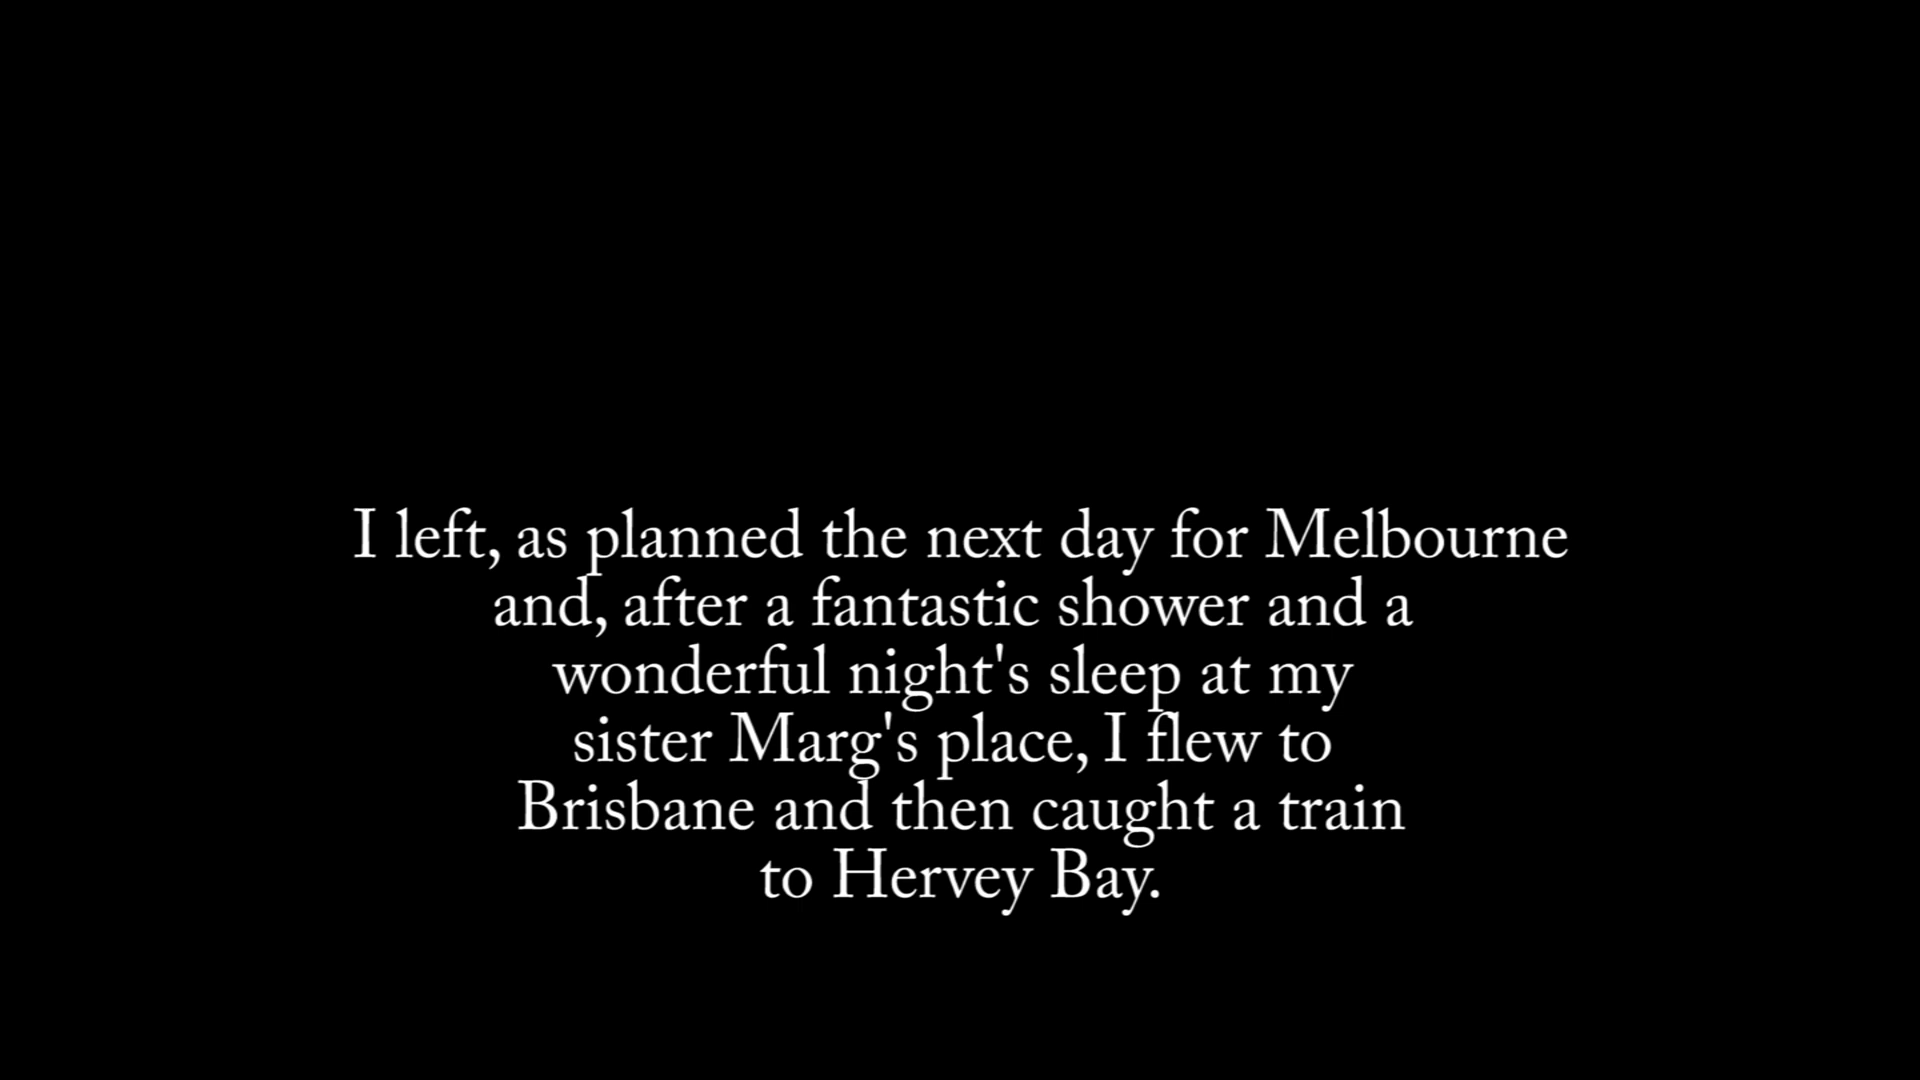 I left, as planned the next day for Melbourne
and, after a fantastic shower and a
wonderful night's sleep at my
sister Marg's place, I flew to
Brisbane and then caught a train
to Hervey Bay.